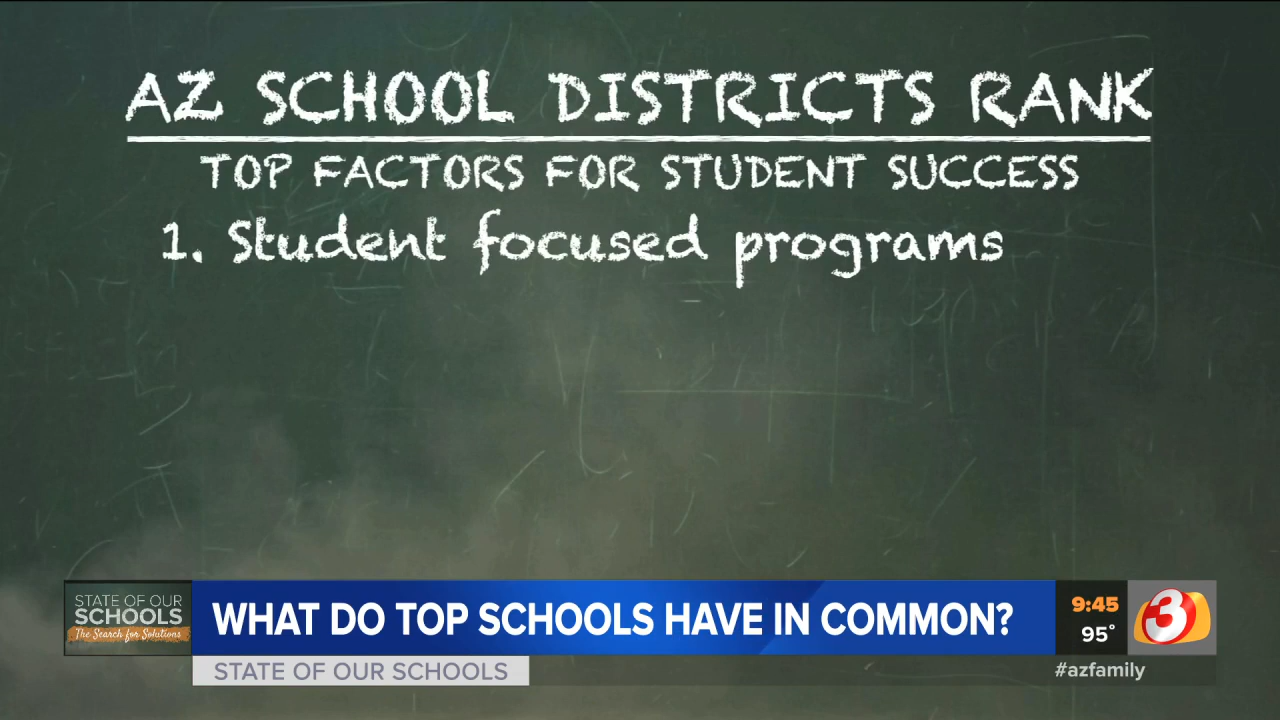 AZ SCHOOL DISTRICTS RANK
TOP FACTORS FOR STUDENT SUCCESS
1. Student focused programs
STATE OF OUR
SCHOOLS
The Search for Solutions
WHAT DO TOP SCHOOLS HAVE IN COMMON?
9:45
95°
3
STATE OF OUR SCHOOLS
#azfamily